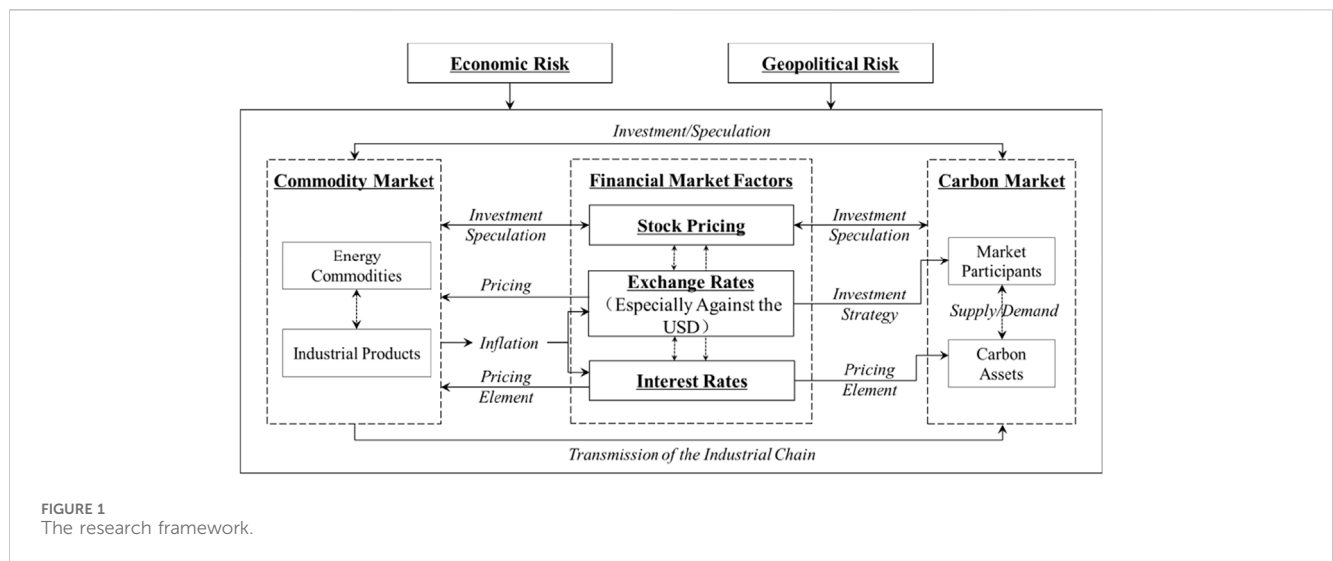 Economic Risk
Geopolitical Risk
Investment/Speculation
Commodity Market
Energy
Commodities
Industrial Products
Investment
Speculation
Pricing
Inflation
Pricing
Element
Financial Market Factors
Stock Pricing
Exchange Rates
（Especially Against the
USD）
Interest Rates
Investment
Speculation
Investment
Strategy
Pricing
Element
Carbon Market
Market
Participants
Supply/Demand
Carbon
Assets
Transmission of the Industrial Chain
FIGURE 1
The research framework.